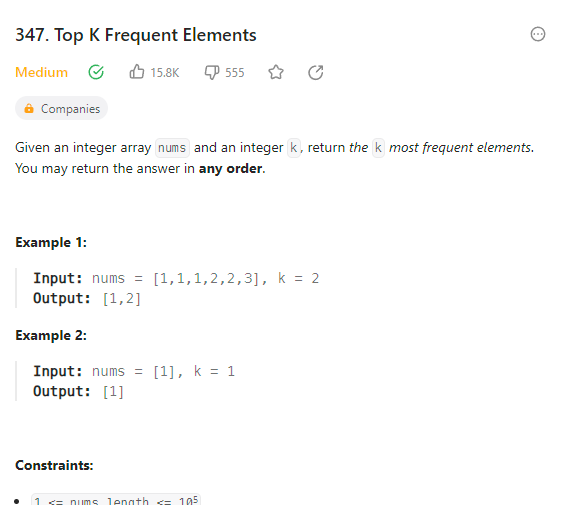 347. Top K Frequent Elements
Medium 15.8K 555
Companies
Given an integer array nums and an integer k, return the k most frequent elements.
You may return the answer in any order.
Example 1:
Input: nums = [1,1,1,2,2,3], k = 2
Output: [1,2]
Example 2:
Input: nums = [1], k = 1
Output: [1]
Constraints:
1 <= nums.length <= 10⁵